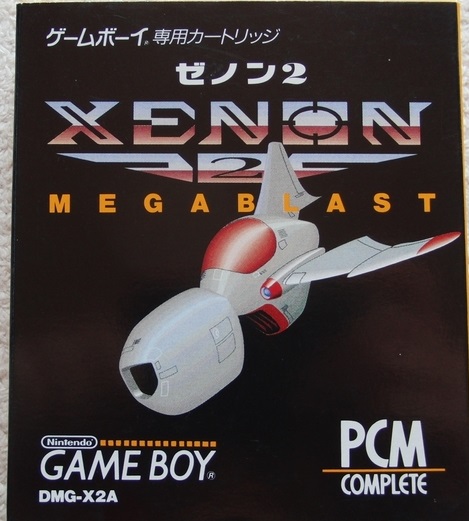 ゲームボーイ® 専用カートリッジ
ゼノン2
XENON
2
MEGABLAST
Nintendo
GAME BOY®
DMG-X2A
PCM
COMPLETE